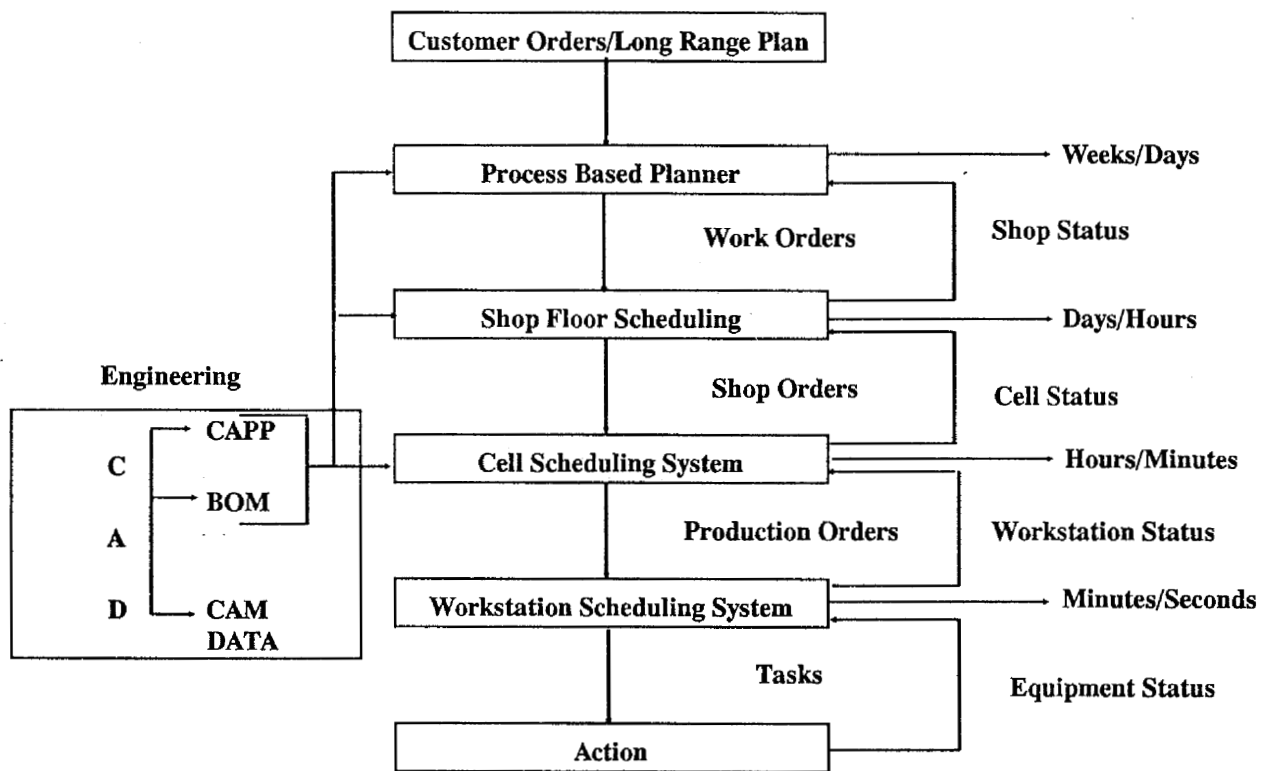 Customer Orders/Long Range Plan
Process Based Planner
Weeks/Days
Work Orders
Shop Status
Shop Floor Scheduling
Days/Hours
Engineering
Shop Orders
Cell Status
CAPP
C
Cell Scheduling System
Hours/Minutes
BOM
A
Production Orders
Workstation Status
D
CAM
DATA
Workstation Scheduling System
Minutes/Seconds
Tasks
Equipment Status
Action